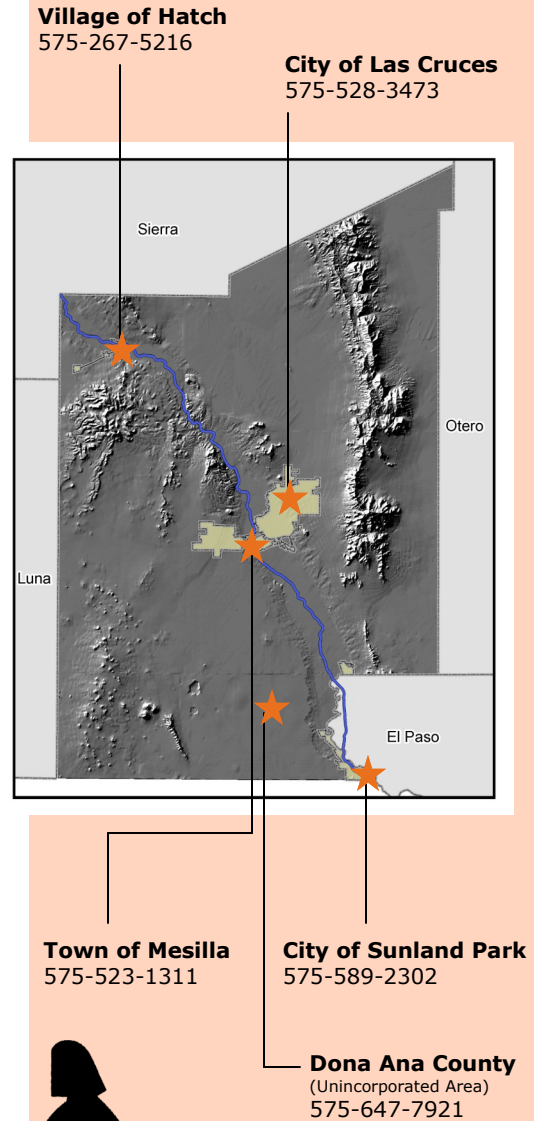 Village of Hatch
575-267-5216
City of Las Cruces
575-528-3473
Sierra
Otero
Luna
El Paso
Town of Mesilla
575-523-1311
City of Sunland Park
575-589-2302
Dona Ana County
(Unincorporated Area)
575-647-7921